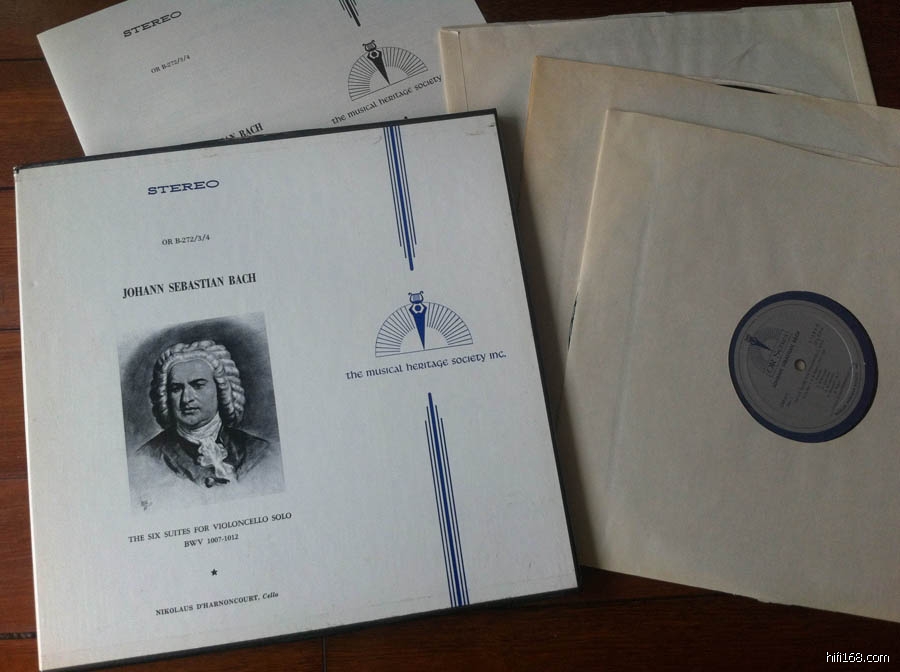 STEREO
OR B-272/3/4
the musical heritage society
BACH
STEREO
OR B-272/3/4
JOHANN SEBASTIAN BACH
the musical heritage society inc.
THE SIX SUITES FOR VIOLONCELLO SOLO
BWV 1007-1012
NIKOLAUS D'HARNONCOURT, Cello
hifi168.com